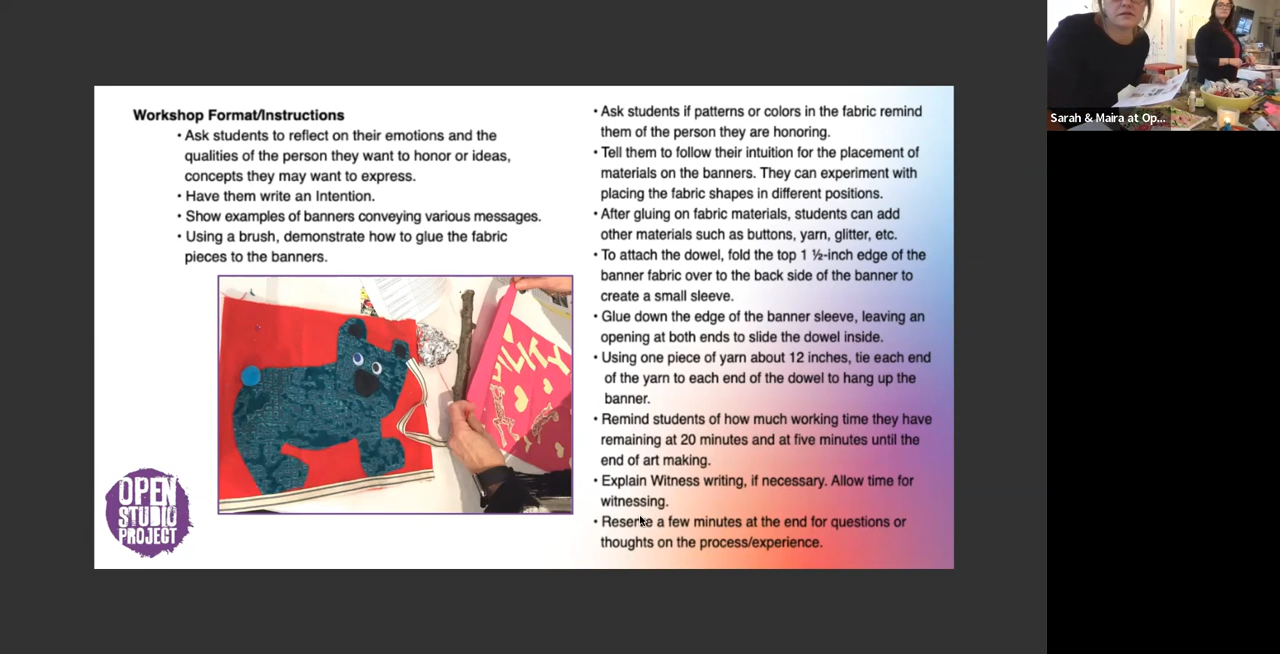 Workshop Format/Instructions
• Ask students to reflect on their emotions and the
qualities of the person they want to honor or ideas,
concepts they may want to express.
• Have them write an Intention.
• Show examples of banners conveying various messages.
• Using a brush, demonstrate how to glue the fabric
pieces to the banners.
OPEN
STUDIO
PROJECT
• Ask students if patterns or colors in the fabric remind
them of the person they are honoring.
• Tell them to follow their intuition for the placement of
materials on the banners. They can experiment with
placing the fabric shapes in different positions.
• After gluing on fabric materials, students can add
other materials such as buttons, yarn, glitter, etc.
• To attach the dowel, fold the top 1 ½-inch edge of the
banner fabric over to the back side of the banner to
create a small sleeve.
• Glue down the edge of the banner sleeve, leaving an
opening at both ends to slide the dowel inside.
• Using one piece of yarn about 12 inches, tie each end
of the yarn to each end of the dowel to hang up the
banner.
• Remind students of how much working time they have
remaining at 20 minutes and at five minutes until the
end of art making.
• Explain Witness writing, if necessary. Allow time for
witnessing.
• Reserve a few minutes at the end for questions or
thoughts on the process/experience.
Sarah & Maira at Op...